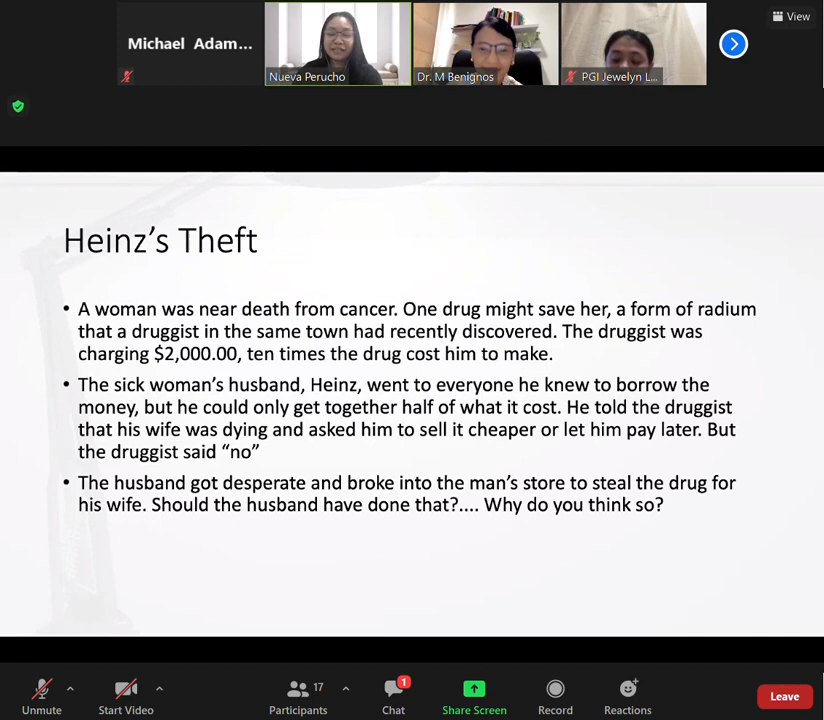 View
Michael Adam...
Nueva Perucho
Dr. M Benignos
PGI Jewelyn L...
Heinz's Theft
• A woman was near death from cancer. One drug might save her, a form of radium
that a druggist in the same town had recently discovered. The druggist was
charging $2,000.00, ten times the drug cost him to make.
• The sick woman's husband, Heinz, went to everyone he knew to borrow the
money, but he could only get together half of what it cost. He told the druggist
that his wife was dying and asked him to sell it cheaper or let him pay later. But
the druggist said “no”
• The husband got desperate and broke into the man's store to steal the drug for
his wife. Should the husband have done that?.... Why do you think so?
17
1
Unmute
Start Video
Participants
Chat
Share Screen
Record
Reactions
Leave